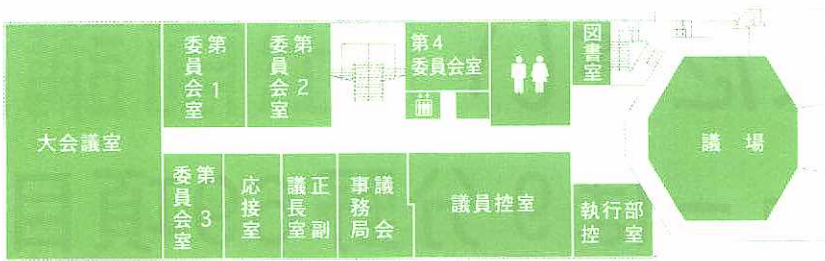 大会議室
第1
委員会室
第2
委員会室
第4
委員会室
図書室
議場
第3
委員会室
応接室
正副
議長室
議会
事務局
議員控室
執行部
控室